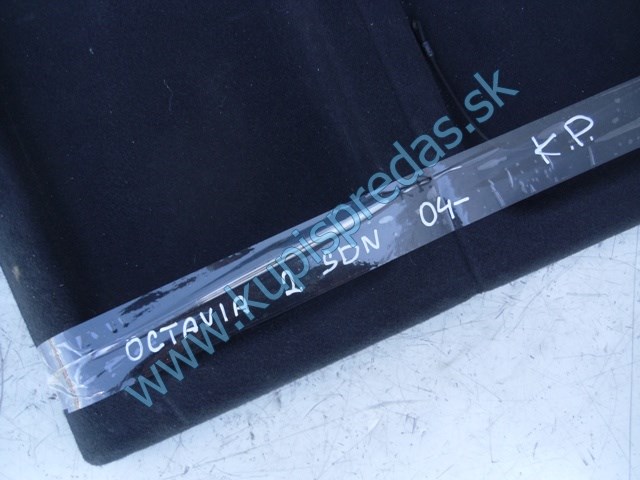 OCTAVIA 2 SDN 04- K.P.
www.kupispredas.sk